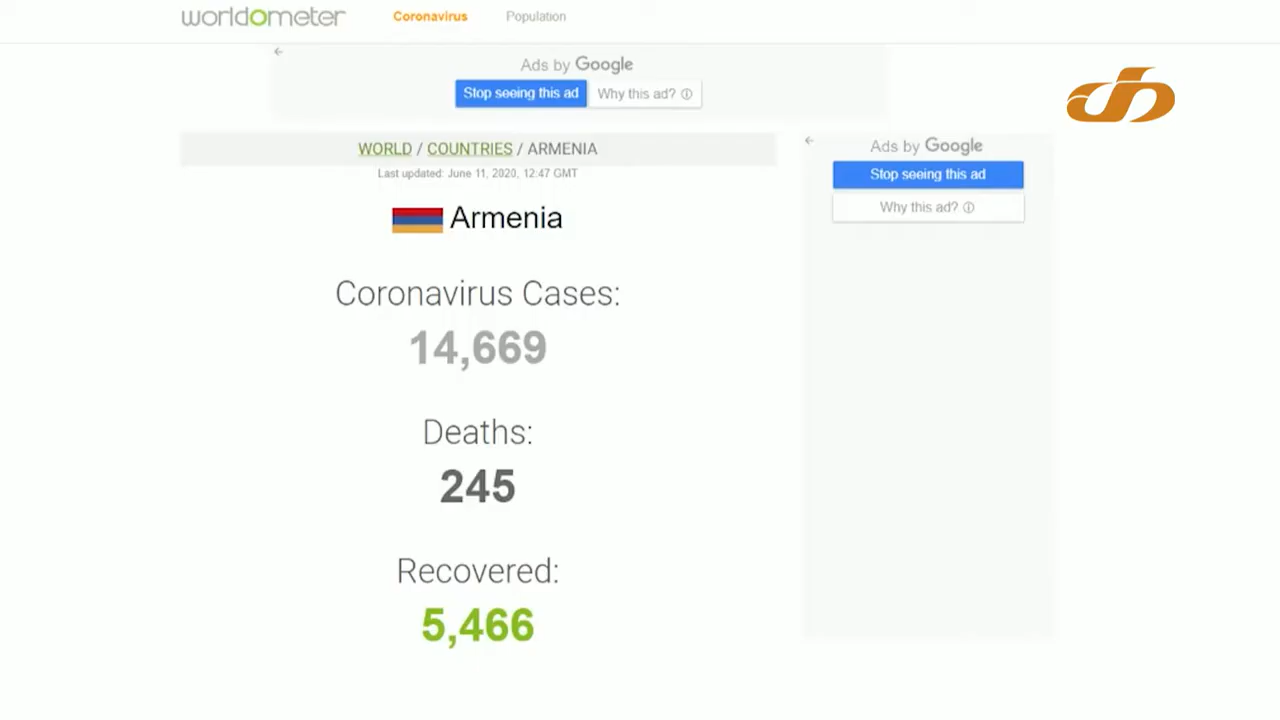 worldometer
Coronavirus
Population
Ads by Google
Stop seeing this ad
Why this ad?
WORLD / COUNTRIES / ARMENIA
Last updated: June 11, 2020, 12:47 GMT
Armenia
Coronavirus Cases:
14,669
Deaths:
245
Recovered:
5,466
Ads by Google
Stop seeing this ad
Why this ad?